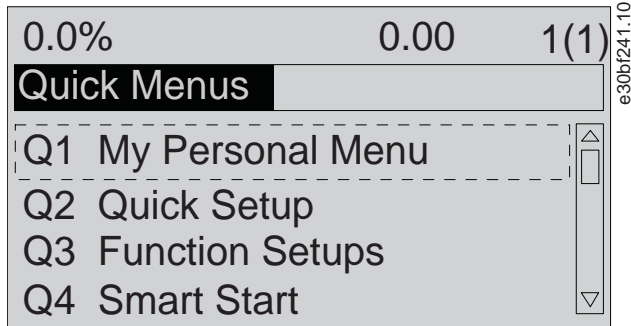 0.0% 0.00 1(1)
Quick Menus
Q1 My Personal Menu
Q2 Quick Setup
Q3 Function Setups
Q4 Smart Start
e30bf241.10